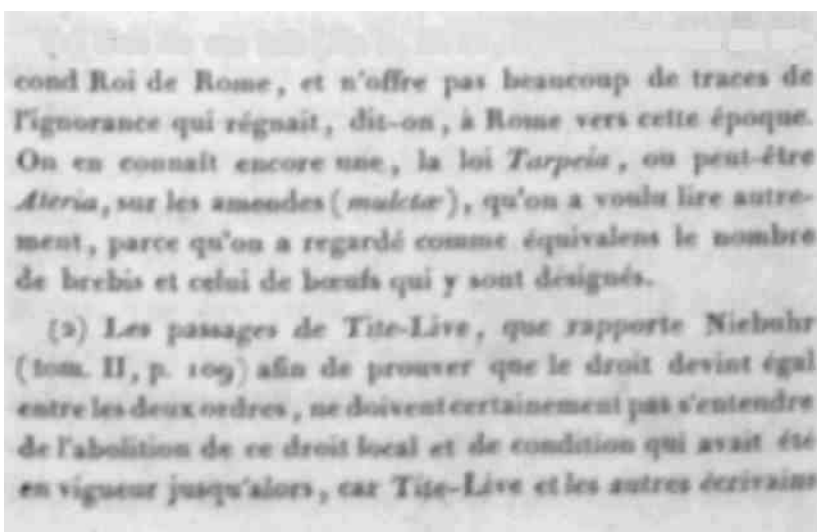 cond Roi de Rome, et n'offre pas beaucoup de traces de
l'ignorance qui régnait, dit-on, à Rome vers cette époque.
On en connaît encore une, la loi Tarpeia, ou peut-être
Ateria, sur les amendes (mulctæ), qu'on a voulu lire autre-
ment, parce qu'on a regardé comme équivalens le nombre
de brebis et celui de bœufs qui y sont désignés.
(2) Les passages de Tite-Live, que rapporte Niebuhr
(tom. II, p. 109) afin de prouver que le droit devint égal
entre les deux ordres, ne doivent certainement pas s'entendre
de l'abolition de ce droit local et de condition qui avait été
en vigueur jusqu'alors, car Tite-Live et les autres écrivains